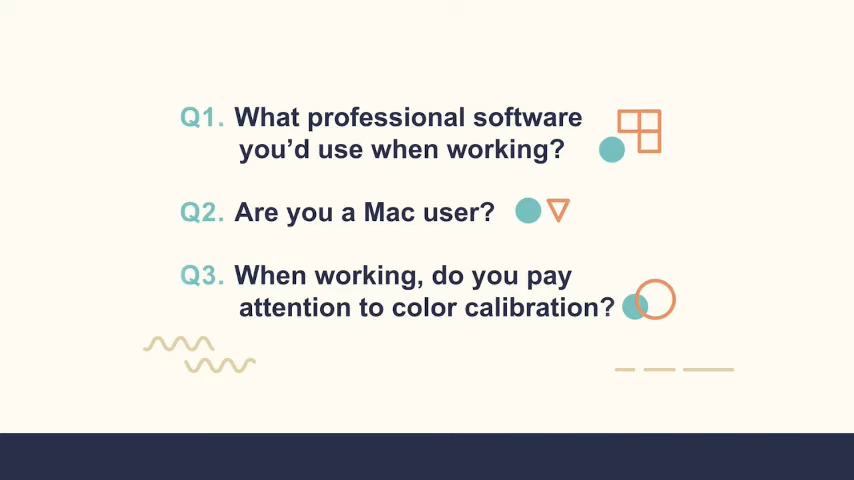 Q1. What professional software
you’d use when working?
Q2. Are you a Mac user?
Q3. When working, do you pay
attention to color calibration?